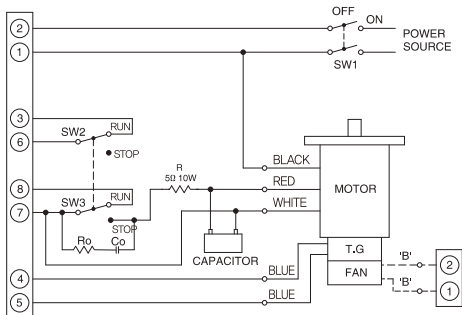 OFF
ON
2
POWER
SOURCE
1
SW1
3
RUN
SW2
6
STOP
BLACK
R
5Ω 10W
8
RUN
RED
MOTOR
SW3
7
WHITE
STOP
Ro
Co
CAPACITOR
T.G
'B'
2
BLUE
FAN
4
'B'
1
BLUE
5